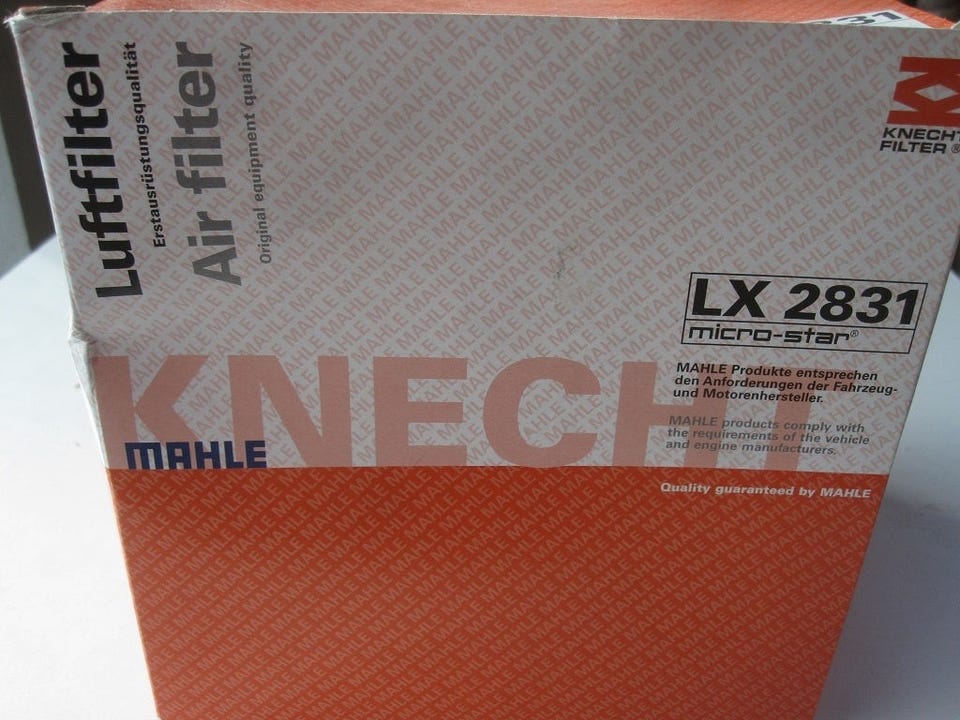 831
Luftfilter
Erstausrüstungsqualität
Air filter
Original equipment quality
KNECHT
FILTER ®
LX 2831
micro-star®
MAHLE Produkte entsprechen
den Anforderungen der Fahrzeug-
und Motorenhersteller.
MAHLE products comply with
the requirements of the vehicle
and engine manufacturers.
KNECHT
MAHLE
Quality guaranteed by MAHLE